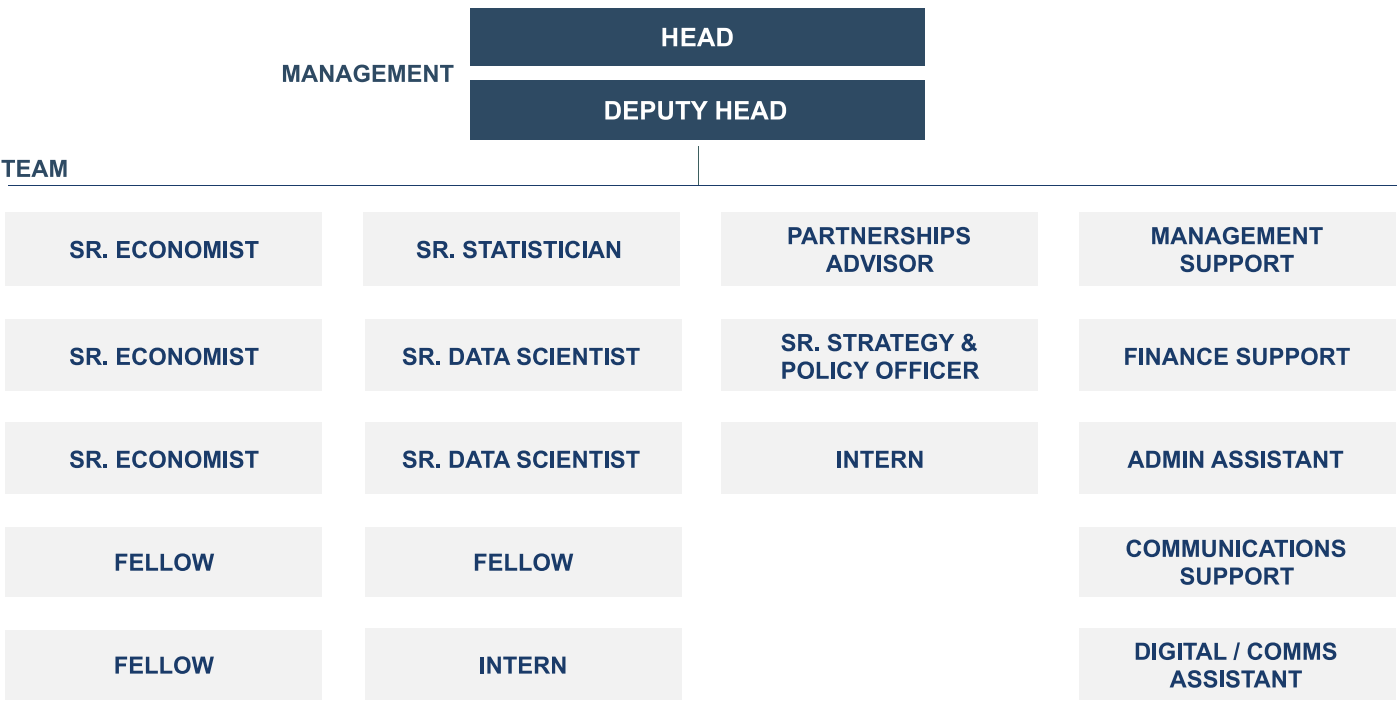 HEAD
MANAGEMENT
DEPUTY HEAD
TEAM
SR. ECONOMIST
SR. STATISTICIAN
PARTNERSHIPS
ADVISOR
MANAGEMENT
SUPPORT
SR. ECONOMIST
SR. DATA SCIENTIST
SR. STRATEGY &
POLICY OFFICER
FINANCE SUPPORT
SR. ECONOMIST
SR. DATA SCIENTIST
INTERN
ADMIN ASSISTANT
FELLOW
FELLOW
COMMUNICATIONS
SUPPORT
FELLOW
INTERN
DIGITAL / COMMS
ASSISTANT